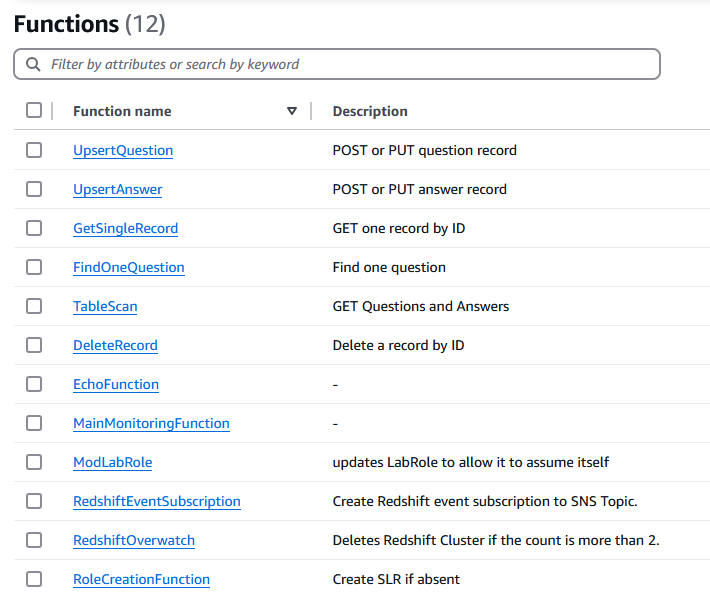 Functions (12)
Filter by attributes or search by keyword
Function name Description
UpsertQuestion POST or PUT question record
UpsertAnswer POST or PUT answer record
GetSingleRecord GET one record by ID
FindOneQuestion Find one question
TableScan GET Questions and Answers
DeleteRecord Delete a record by ID
EchoFunction -
MainMonitoringFunction -
ModLabRole updates LabRole to allow it to assume itself
RedshiftEventSubscription Create Redshift event subscription to SNS Topic.
RedshiftOverwatch Deletes Redshift Cluster if the count is more than 2.
RoleCreationFunction Create SLR if absent